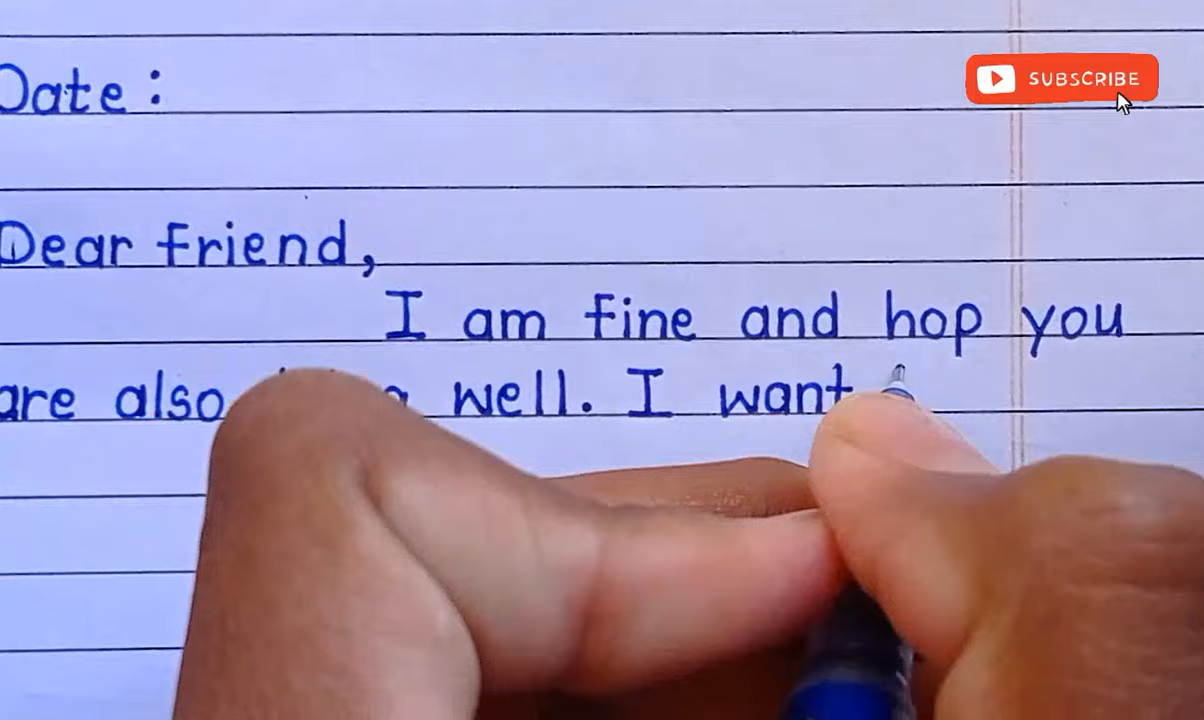 Date :
SUBSCRIBE
Dear friend,
I am fine and hop you
are also well. I want